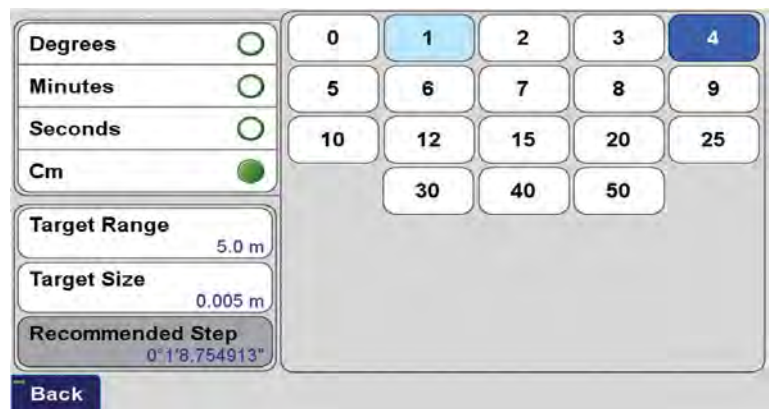 Degrees
Minutes
Seconds
Cm
Target Range
5.0 m
Target Size
0.005 m
Recommended Step
0°1'8.754913"
0 1 2 3 4
5 6 7 8 9
10 12 15 20 25
30 40 50
Back